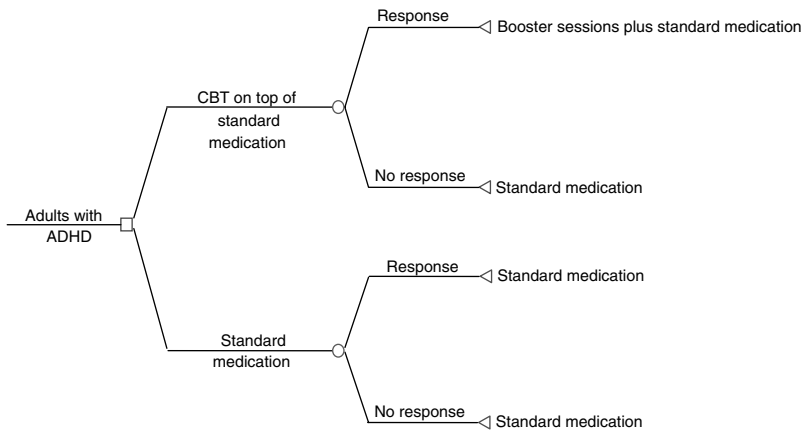 Response
Booster sessions plus standard medication
CBT on top of
standard
medication
No response
Standard medication
Adults with
ADHD
Response
Standard medication
Standard
medication
No response
Standard medication